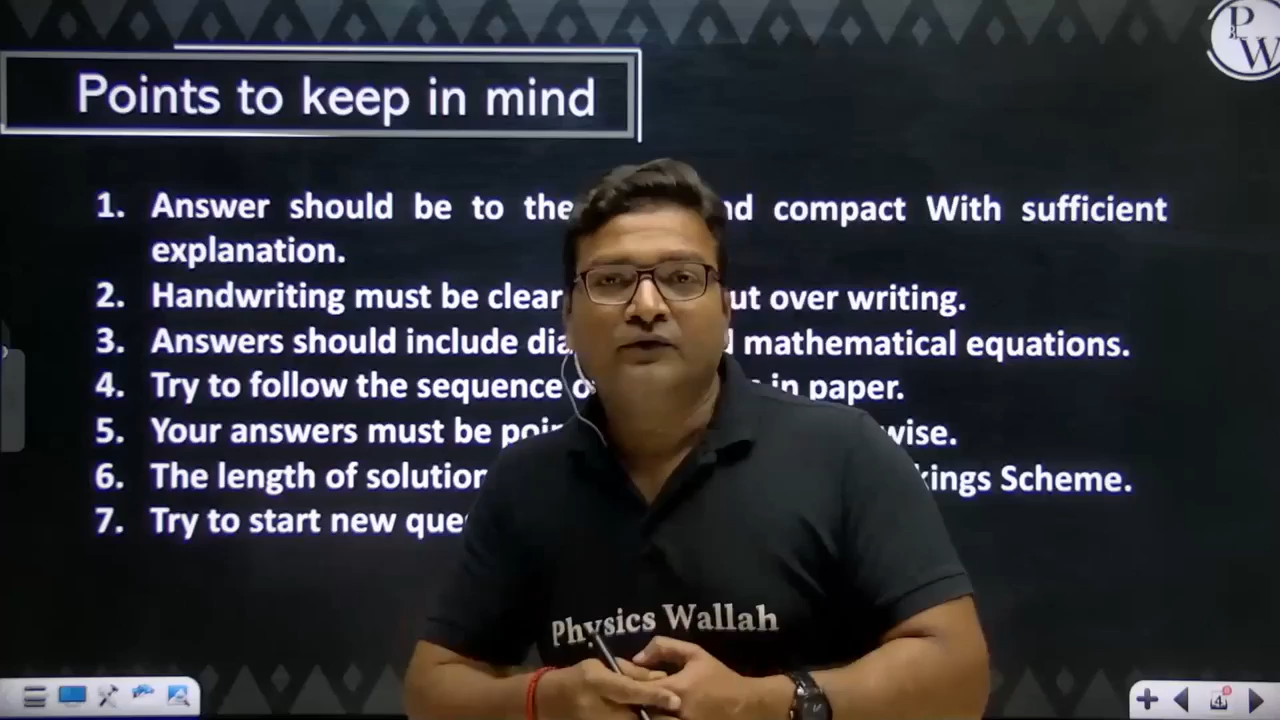 P W
Points to keep in mind
1. Answer should be to the nd compact With sufficient
explanation.
2. Handwriting must be clear ut over writing.
3. Answers should include dia mathematical equations.
4. Try to follow the sequence in paper.
5. Your answers must be poin wise.
6. The length of solution kings Scheme.
7. Try to start new que
Physics Wallah
4